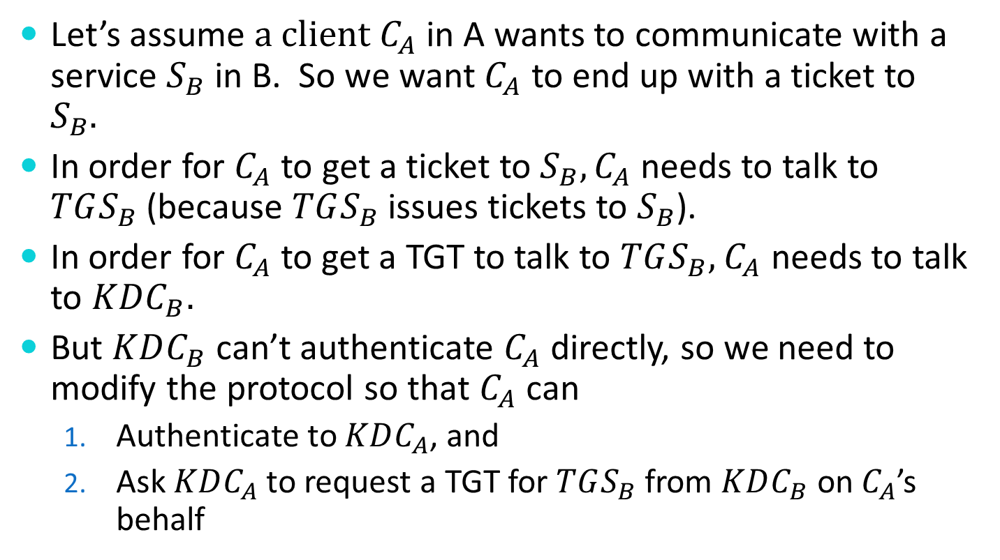 • Let’s assume a client C_A in A wants to communicate with a
service S_B in B.  So we want C_A to end up with a ticket to
S_B.
• In order for C_A to get a ticket to S_B, C_A needs to talk to
TGS_B (because TGS_B issues tickets to S_B).
• In order for C_A to get a TGT to talk to TGS_B, C_A needs to talk
to KDC_B.
• But KDC_B can’t authenticate C_A directly, so we need to
modify the protocol so that C_A can
1. Authenticate to KDC_A, and
2. Ask KDC_A to request a TGT for TGS_B from KDC_B on C_A’s
behalf